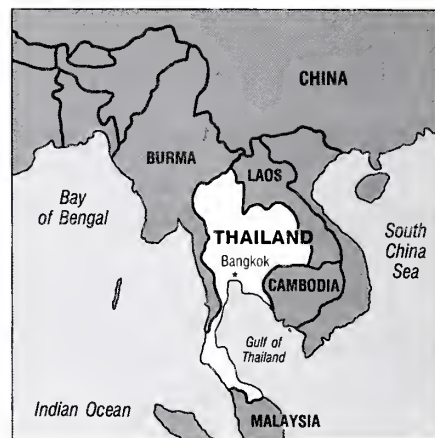 CHINA
BURMA
LAOS
Bay
of Bengal
THAILAND
Bangkok
South
China
Sea
CAMBODIA
Gulf of
Thailand
Indian Ocean
MALAYSIA